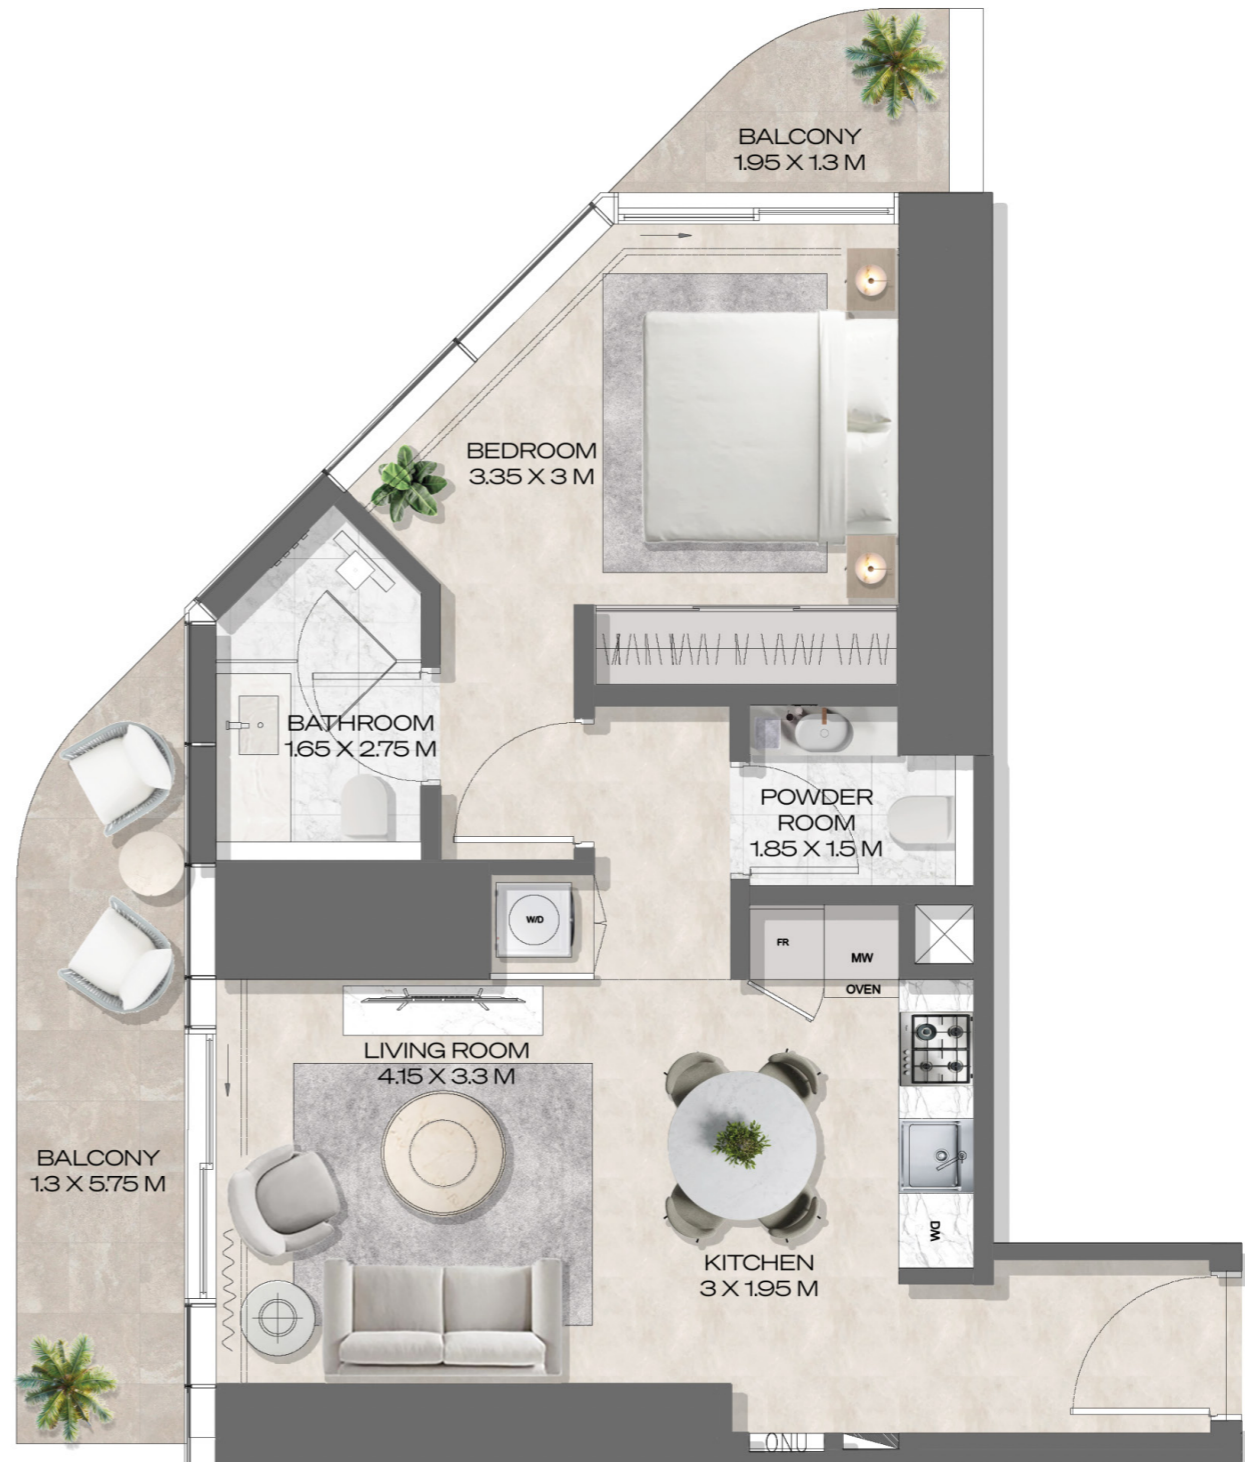 BALCONY
1.95 X 1.3 M
BEDROOM
3.35 X 3 M
BATHROOM
1.65 X 2.75 M
POWDER
ROOM
1.85 X 1.5 M
W/D
FR
MW
OVEN
LIVING ROOM
4.15 X 3.3 M
BALCONY
1.3 X 5.75 M
DW
KITCHEN
3 X 1.95 M
ONU